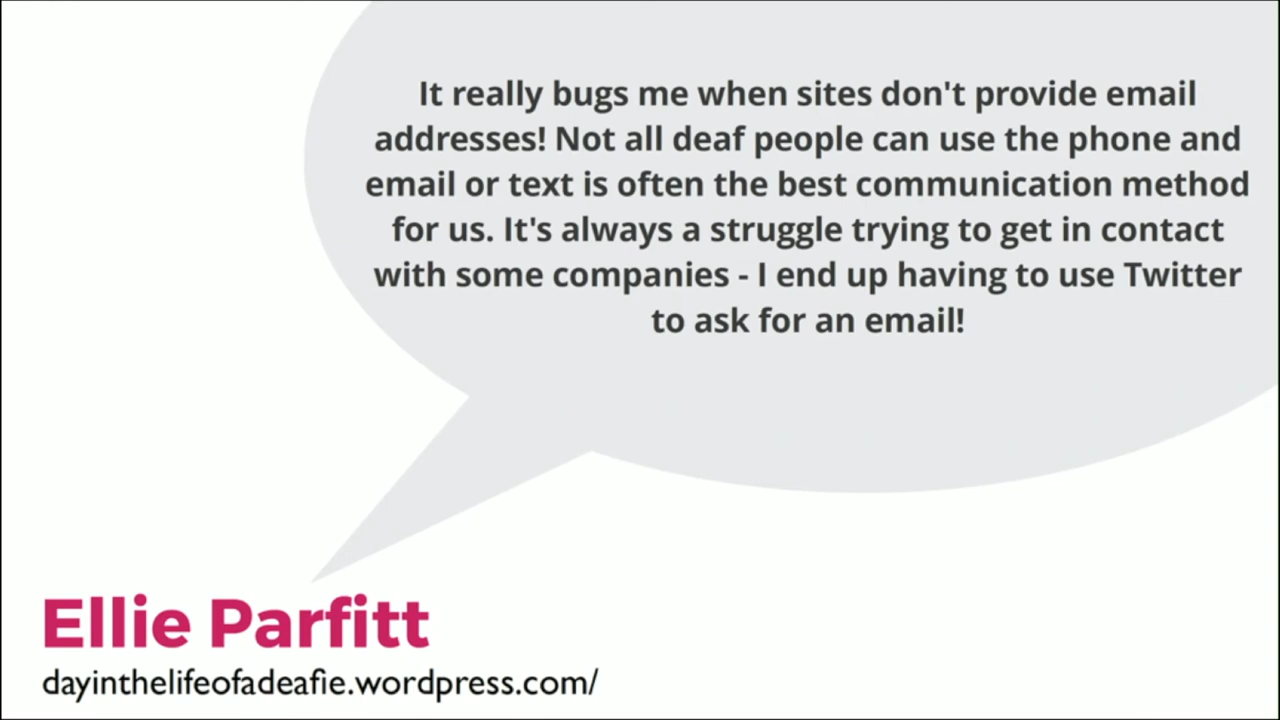 It really bugs me when sites don't provide email
addresses! Not all deaf people can use the phone and
email or text is often the best communication method
for us. It's always a struggle trying to get in contact
with some companies - I end up having to use Twitter
to ask for an email!
Ellie Parfitt
dayinthelifeofadeafie.wordpress.com/